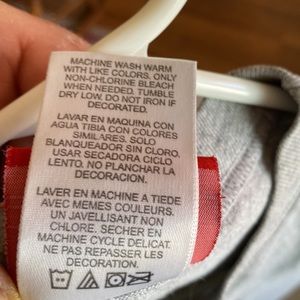 MACHINE WASH WARM
WITH LIKE COLORS. ONLY
NON-CHLORINE BLEACH
WHEN NEEDED. TUMBLE
DRY LOW. DO NOT IRON IF
DECORATED.
LAVAR EN MAQUINA CON
AGUA TIBIA CON COLORES
SIMILARES. SOLO
BLANQUEADOR SIN CLORO.
USAR SECADORA CICLO
LENTO. NO PLANCHAR LA
DECORACION.
LAVER EN MACHINE A TIEDE
AVEC MEMES COULEURS.
UN JAVELLISANT NON
CHLORE. SECHER EN
MACHINE CYCLE DELICAT.
NE PAS REPASSER LES
DECORATION.